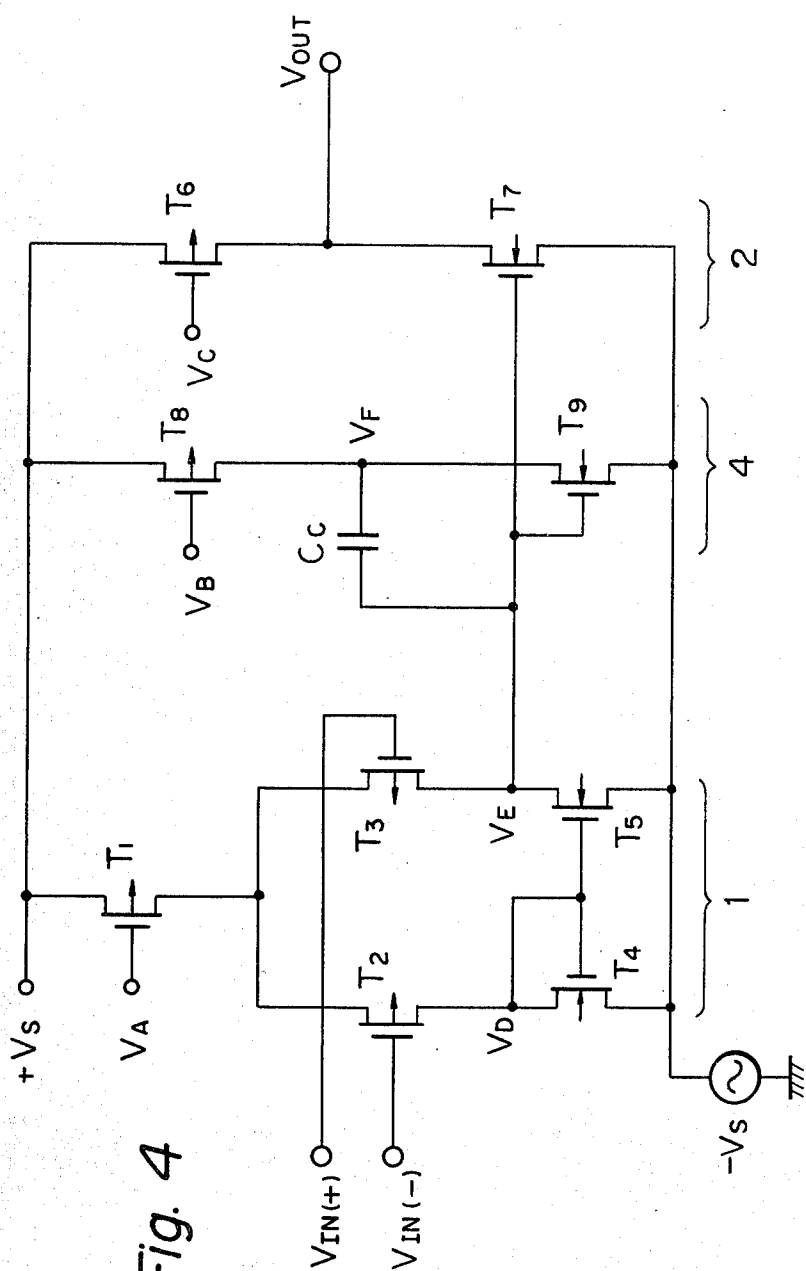 Fig. 4
+VS
VA
T1
VIN(+)
VIN(-)
T2
T3
VD
VE
T4
T5
-VS
1
VB
T8
CC
VF
T9
4
VC
T6
VOUT
T7
2